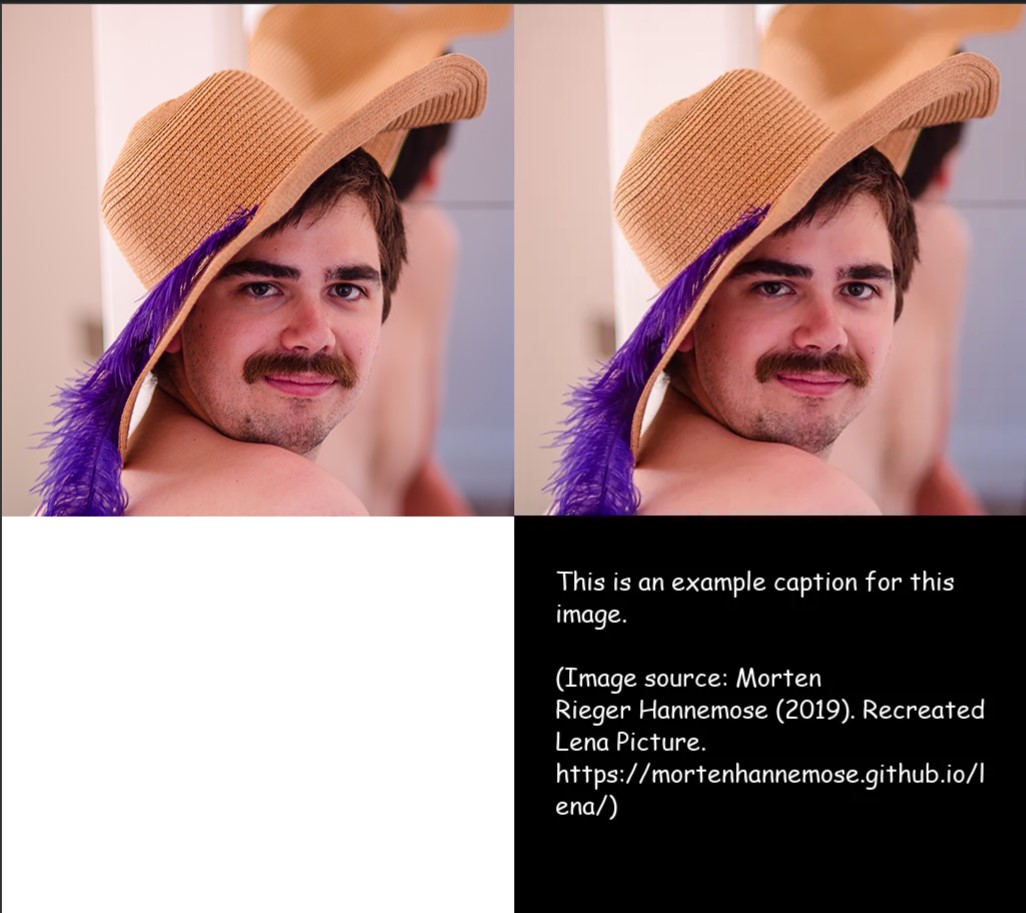 This is an example caption for this
image.
(Image source: Morten
Rieger Hannemose (2019). Recreated
Lena Picture.
https://mortenhannemose.github.io/l
ena/)